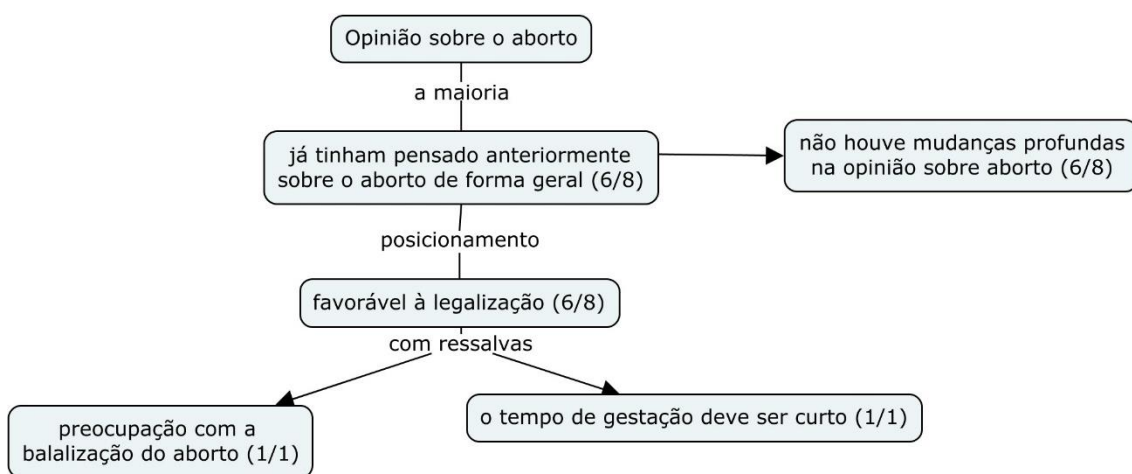 Opinião sobre o aborto
a maioria
já tinham pensado anteriormente
sobre o aborto de forma geral (6/8)
não houve mudanças profundas
na opinião sobre aborto (6/8)
posicionamento
favorável à legalização (6/8)
com ressalvas
preocupação com a
balalização do aborto (1/1)
o tempo de gestação deve ser curto (1/1)